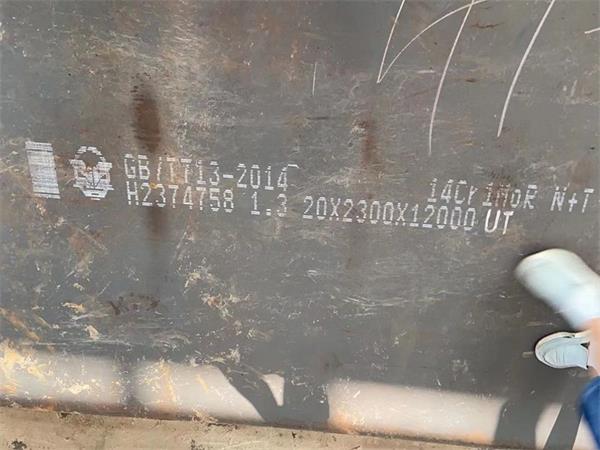 GB/T713-2014 14Cr1MoR N+T
H2374758 1.3 20X2300X12000 UT